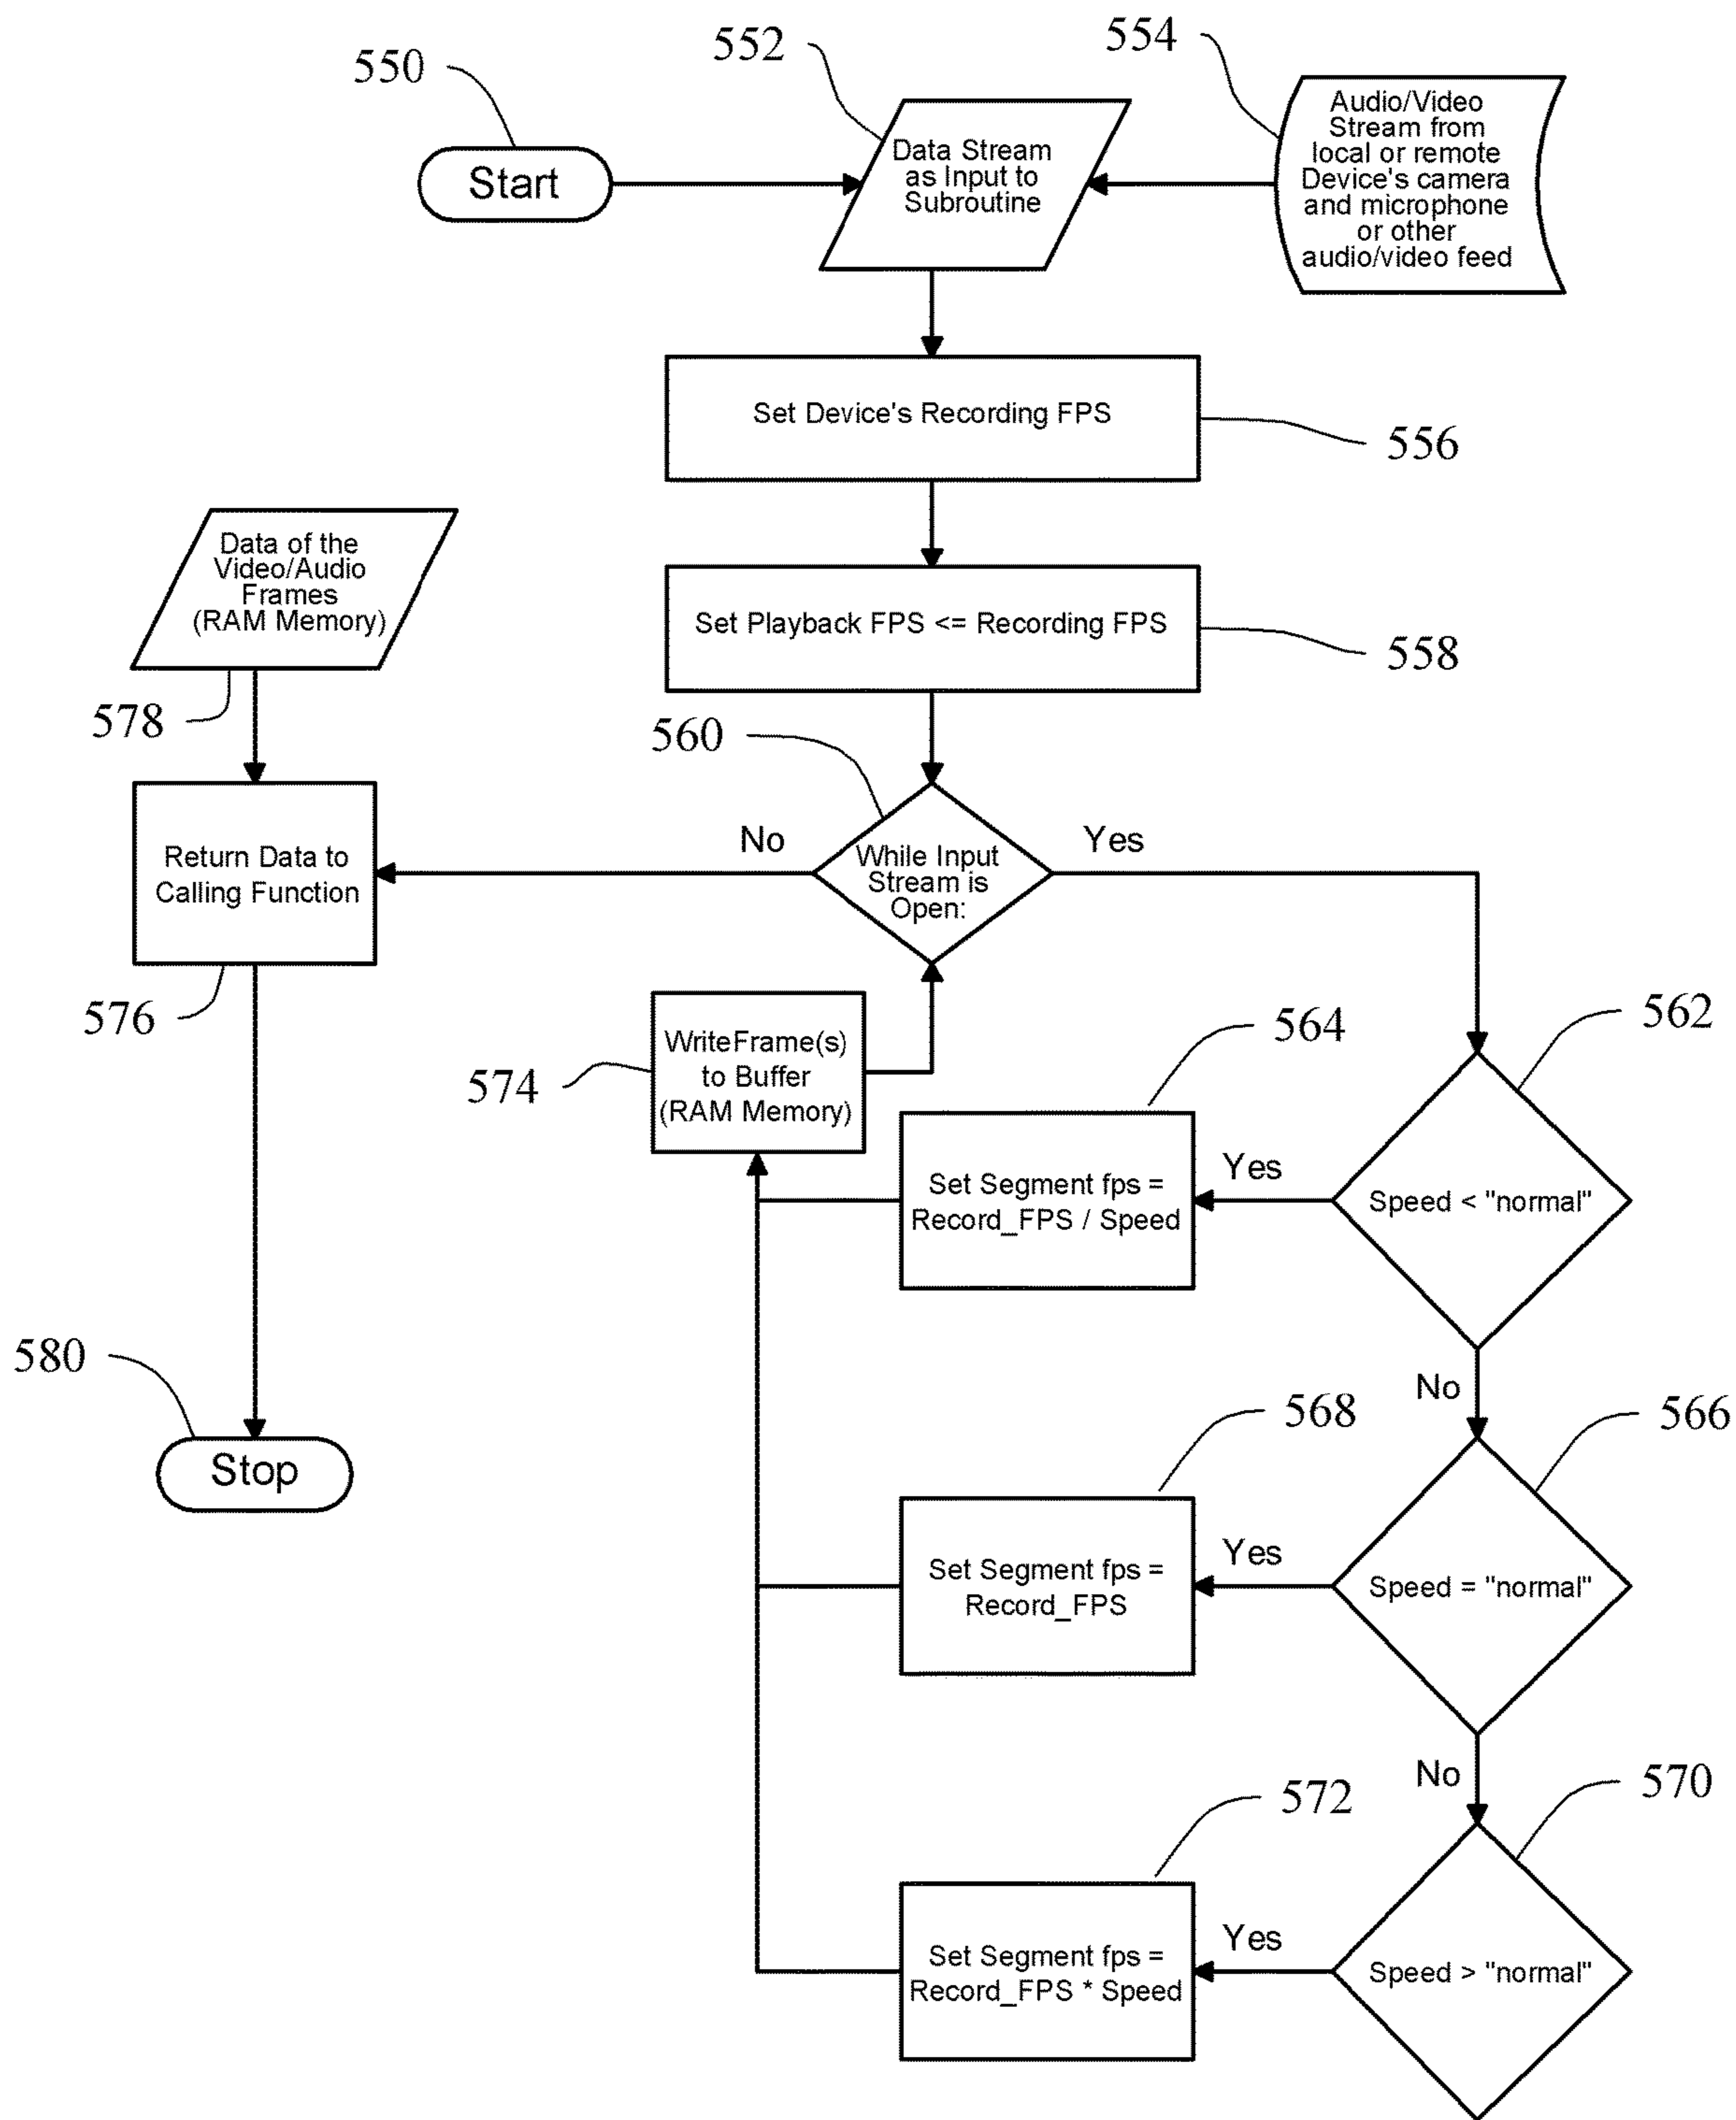 550
552
554
Start
Data Stream
as Input to
Subroutine
Audio/Video
Stream from
local or remote
Device's camera
and microphone
or other
audio/video feed
Set Device's Recording FPS
556
Set Playback FPS <= Recording FPS
558
Data of the
Video/Audio
Frames
(RAM Memory)
578
560
No
Yes
While Input
Stream is
Open:
Return Data to
Calling Function
576
WriteFrame(s)
to Buffer
(RAM Memory)
574
564
562
Set Segment fps =
Record_FPS / Speed
Yes
Speed < "normal"
No
580
Stop
568
566
Set Segment fps =
Record_FPS
Yes
Speed = "normal"
No
572
570
Set Segment fps =
Record_FPS * Speed
Yes
Speed > "normal"